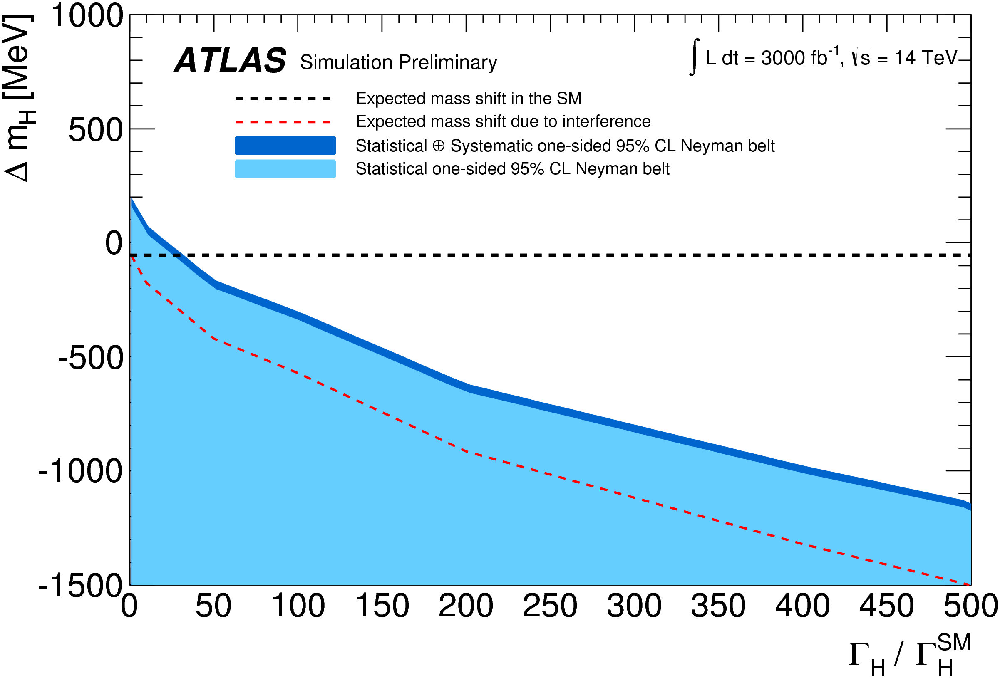 Δ m_H [MeV]
1000
500
0
-500
-1000
-1500
ATLAS Simulation Preliminary
∫ L dt = 3000 fb⁻¹, √s = 14 TeV
Expected mass shift in the SM
Expected mass shift due to interference
Statistical ⊕ Systematic one-sided 95% CL Neyman belt
Statistical one-sided 95% CL Neyman belt
0 50 100 150 200 250 300 350 400 450 500
Γ_H / Γ_H^SM